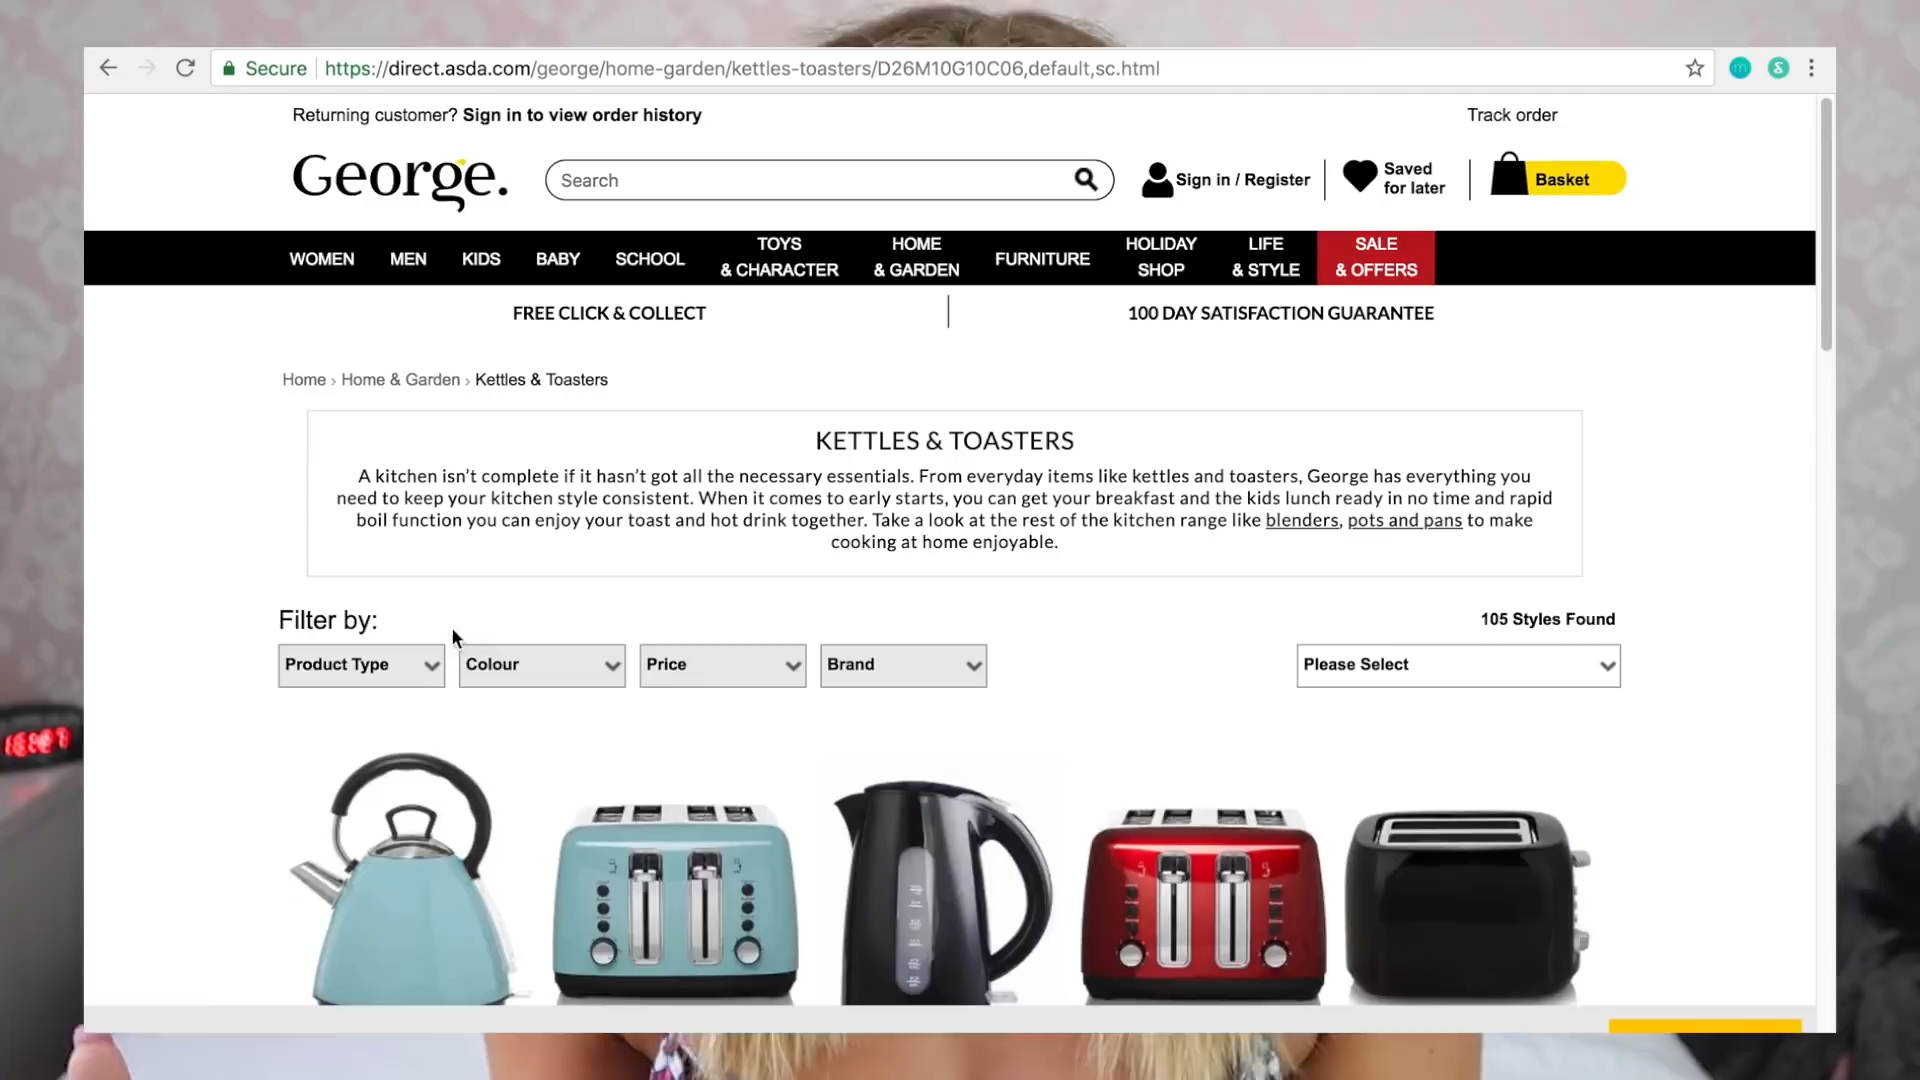 Secure
https://direct.asda.com/george/home-garden/kettles-toasters/D26M10G10C06,default,sc.html
Returning customer? Sign in to view order history
Track order
George.
Search
Sign in / Register
Saved
for later
Basket
WOMEN
MEN
KIDS
BABY
SCHOOL
TOYS
& CHARACTER
HOME
& GARDEN
FURNITURE
HOLIDAY
SHOP
LIFE
& STYLE
SALE
& OFFERS
FREE CLICK & COLLECT
100 DAY SATISFACTION GUARANTEE
Home › Home & Garden › Kettles & Toasters
KETTLES & TOASTERS
A kitchen isn't complete if it hasn't got all the necessary essentials. From everyday items like kettles and toasters, George has everything you
need to keep your kitchen style consistent. When it comes to early starts, you can get your breakfast and the kids lunch ready in no time and rapid
boil function you can enjoy your toast and hot drink together. Take a look at the rest of the kitchen range like blenders, pots and pans to make
cooking at home enjoyable.
Filter by:
105 Styles Found
Product Type
Colour
Price
Brand
Please Select